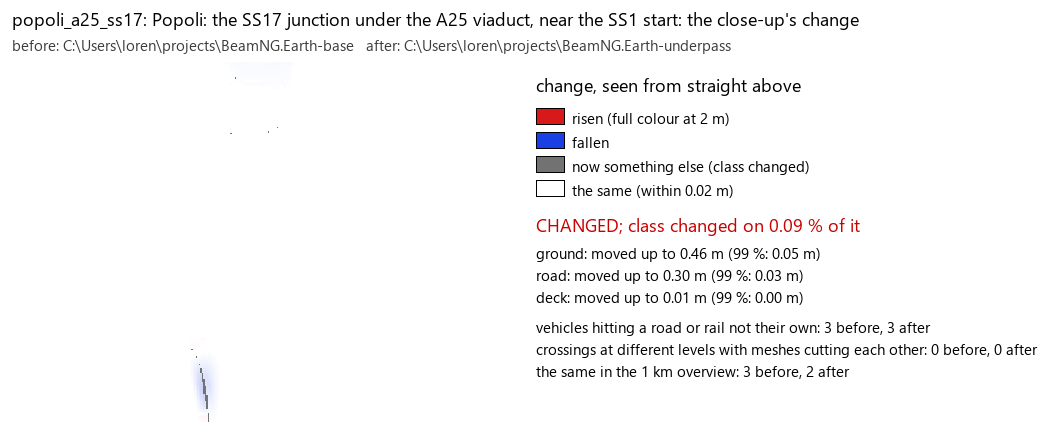 popoli_a25_ss17: Popoli: the SS17 junction under the A25 viaduct, near the SS1 start: the close-up's change
before: C:\Users\loren\projects\BeamNG.Earth-base after: C:\Users\loren\projects\BeamNG.Earth-underpass
change, seen from straight above
risen (full colour at 2 m)
fallen
now something else (class changed)
the same (within 0.02 m)
CHANGED; class changed on 0.09 % of it
ground: moved up to 0.46 m (99 %: 0.05 m)
road: moved up to 0.30 m (99 %: 0.03 m)
deck: moved up to 0.01 m (99 %: 0.00 m)
vehicles hitting a road or rail not their own: 3 before, 3 after
crossings at different levels with meshes cutting each other: 0 before, 0 after
the same in the 1 km overview: 3 before, 2 after